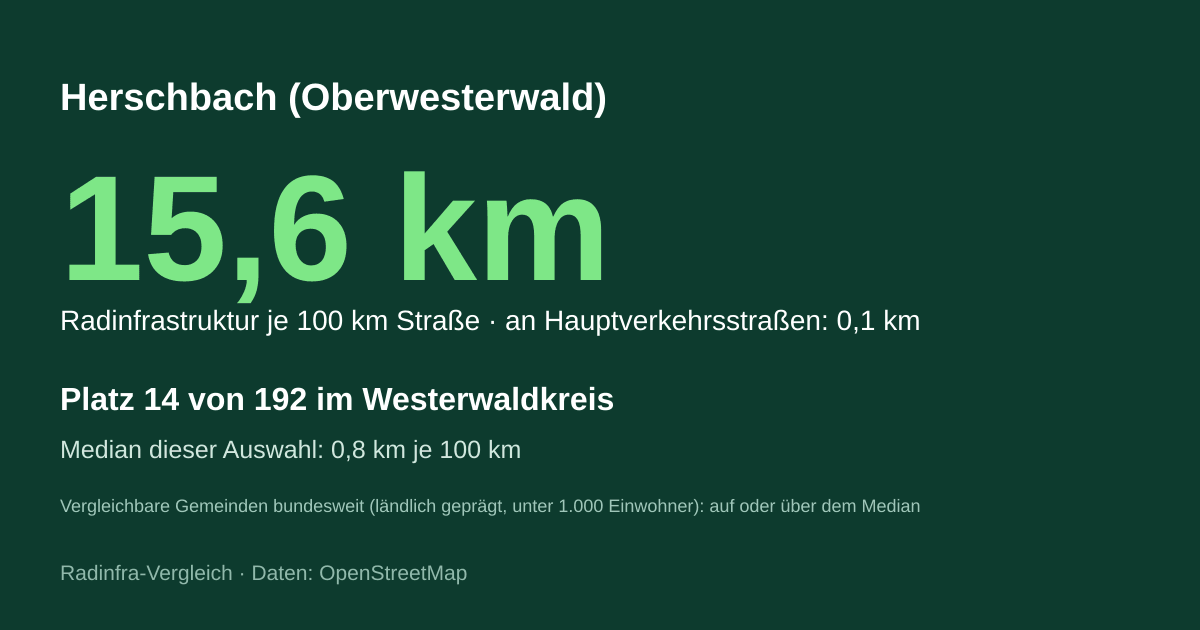 Herschbach (Oberwesterwald)
15,6 km
Radinfrastruktur je 100 km Straße · an Hauptverkehrsstraßen: 0,1 km
Platz 14 von 192 im Westerwaldkreis
Median dieser Auswahl: 0,8 km je 100 km
Vergleichbare Gemeinden bundesweit (ländlich geprägt, unter 1.000 Einwohner): auf oder über dem Median
Radinfra-Vergleich · Daten: OpenStreetMap